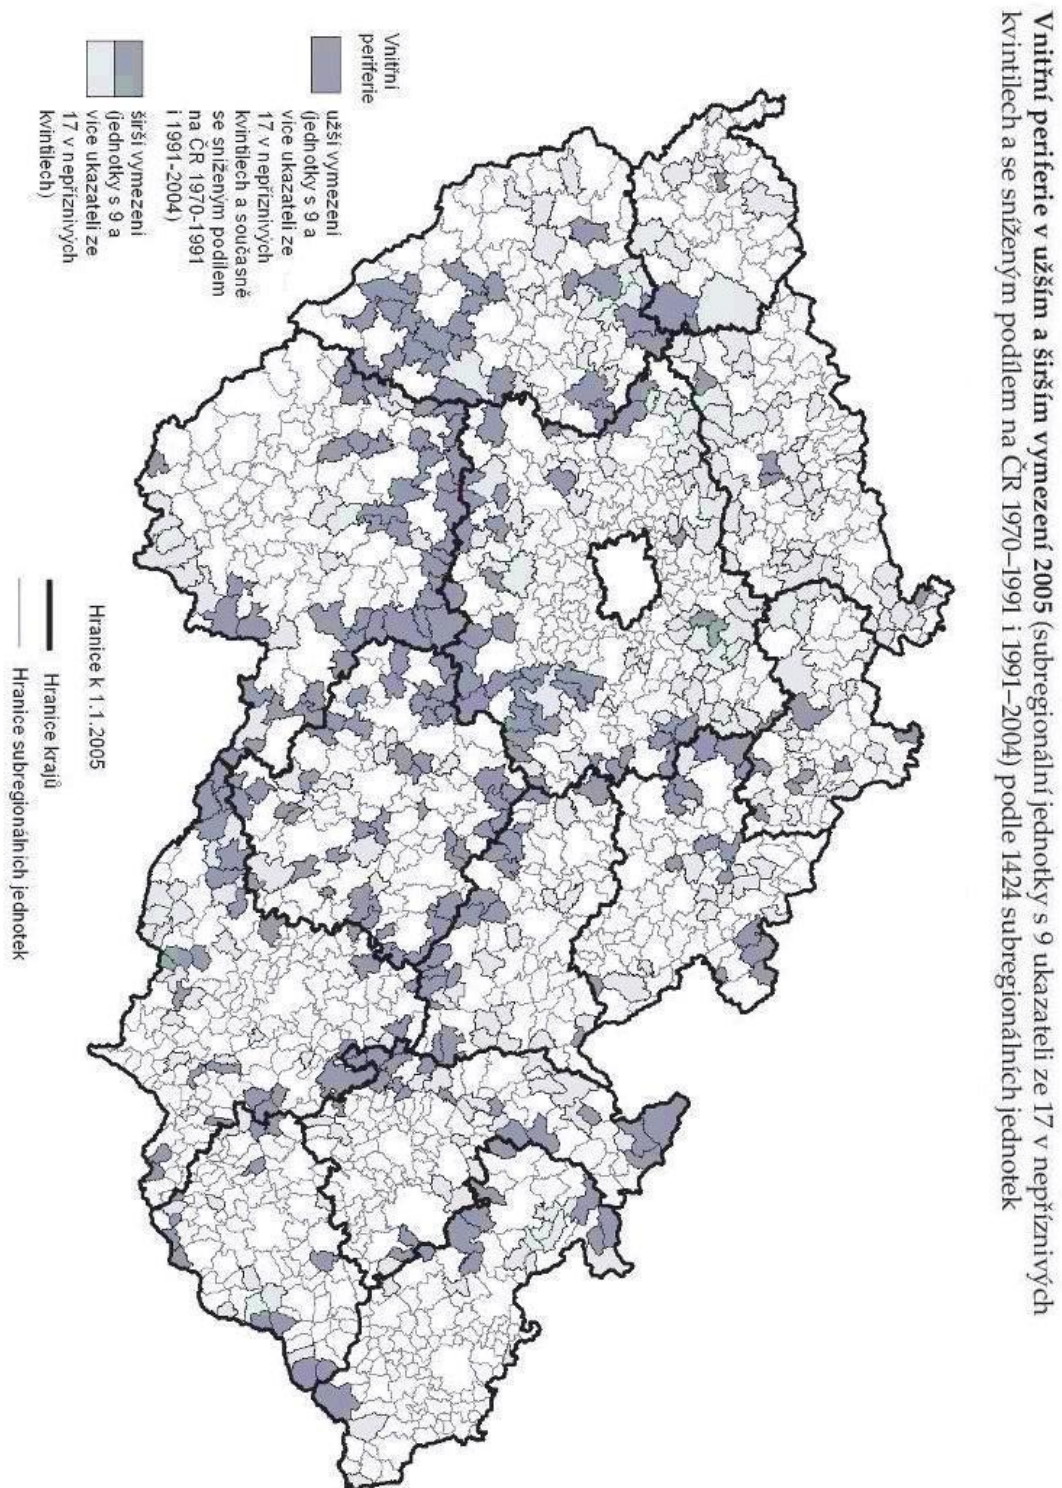 Vnitřní periferie v užším a širším vymezení 2005 (subregionální jednotky s 9 ukazateli ze 17 v nepříznivých
kvintilech a se sníženým podílem na ČR 1970–1991 i 1991–2004) podle 1424 subregionálních jednotek
Vnitřní
periferie
užší vymezení
(jednotky s 9 a
více ukazateli ze
17 v nepříznivých
kvintilech a současně
se sníženým podílem
na ČR 1970-1991
i 1991-2004)
širší vymezení
(jednotky s 9 a
více ukazateli ze
17 v nepříznivých
kvintilech)
Hranice k 1.1.2005
Hranice krajů
Hranice subregionálních jednotek